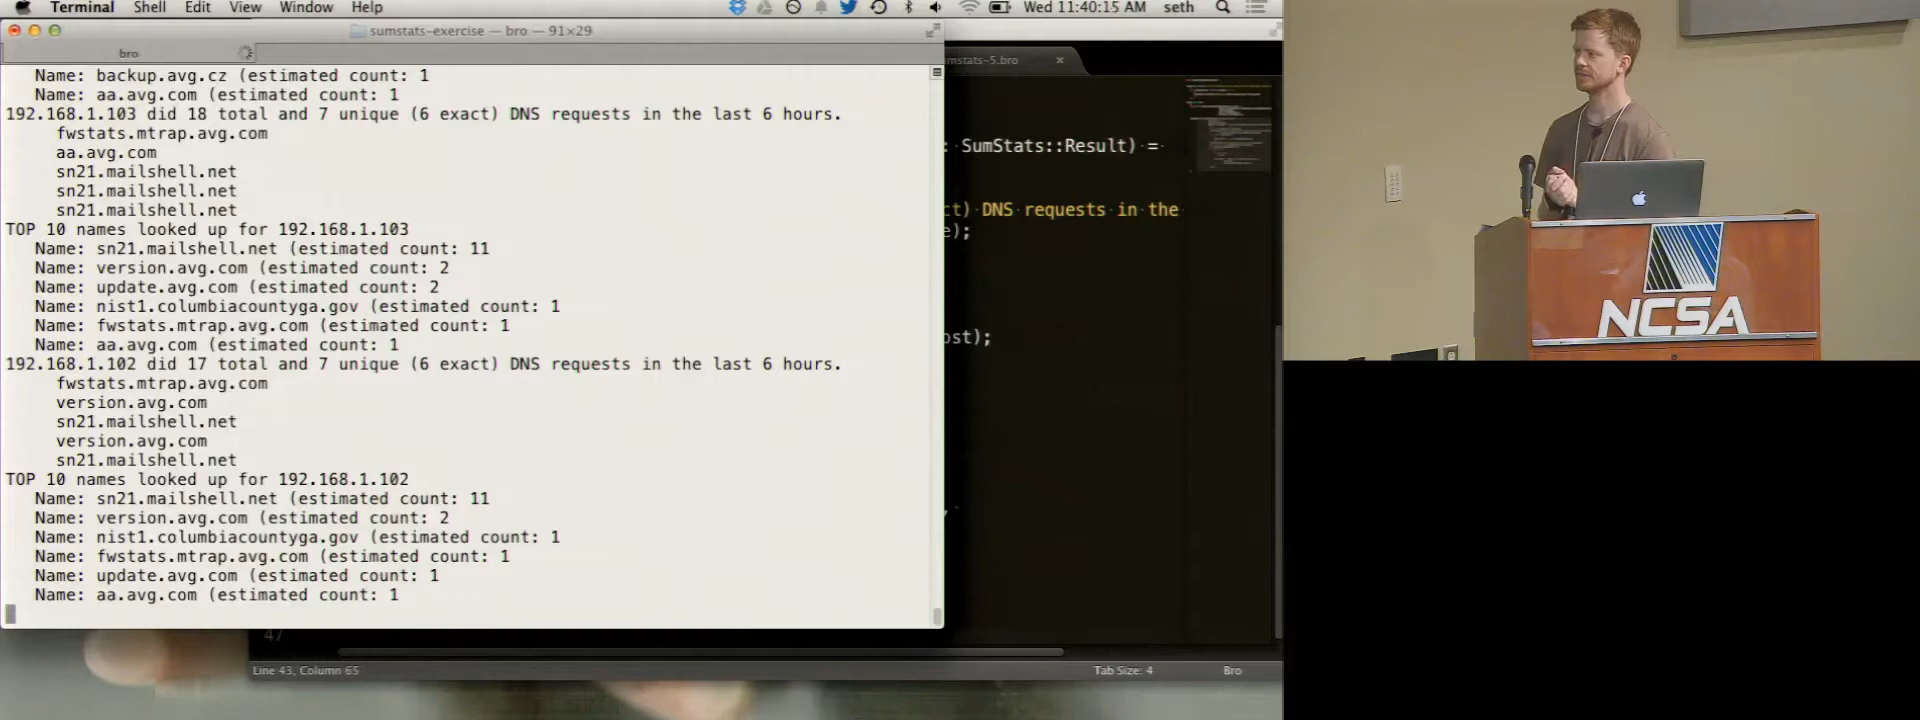 Terminal Shell Edit View Window Help Wed 11:40:15 AM seth
sumstats-exercise — bro — 91×29
bro
Name: backup.avg.cz (estimated count: 1
Name: aa.avg.com (estimated count: 1
192.168.1.103 did 18 total and 7 unique (6 exact) DNS requests in the last 6 hours.
fwstats.mtrap.avg.com
aa.avg.com
sn21.mailshell.net
sn21.mailshell.net
sn21.mailshell.net
TOP 10 names looked up for 192.168.1.103
Name: sn21.mailshell.net (estimated count: 11
Name: version.avg.com (estimated count: 2
Name: update.avg.com (estimated count: 2
Name: nist1.columbiacountyga.gov (estimated count: 1
Name: fwstats.mtrap.avg.com (estimated count: 1
Name: aa.avg.com (estimated count: 1
192.168.1.102 did 17 total and 7 unique (6 exact) DNS requests in the last 6 hours.
fwstats.mtrap.avg.com
version.avg.com
sn21.mailshell.net
version.avg.com
sn21.mailshell.net
TOP 10 names looked up for 192.168.1.102
Name: sn21.mailshell.net (estimated count: 11
Name: version.avg.com (estimated count: 2
Name: nist1.columbiacountyga.gov (estimated count: 1
Name: fwstats.mtrap.avg.com (estimated count: 1
Name: update.avg.com (estimated count: 1
Name: aa.avg.com (estimated count: 1
mstats-5.bro
: SumStats::Result) =
ct) DNS requests in the
e);
ost);
,
47
Line 43, Column 65 Tab Size: 4 Bro
NCSA